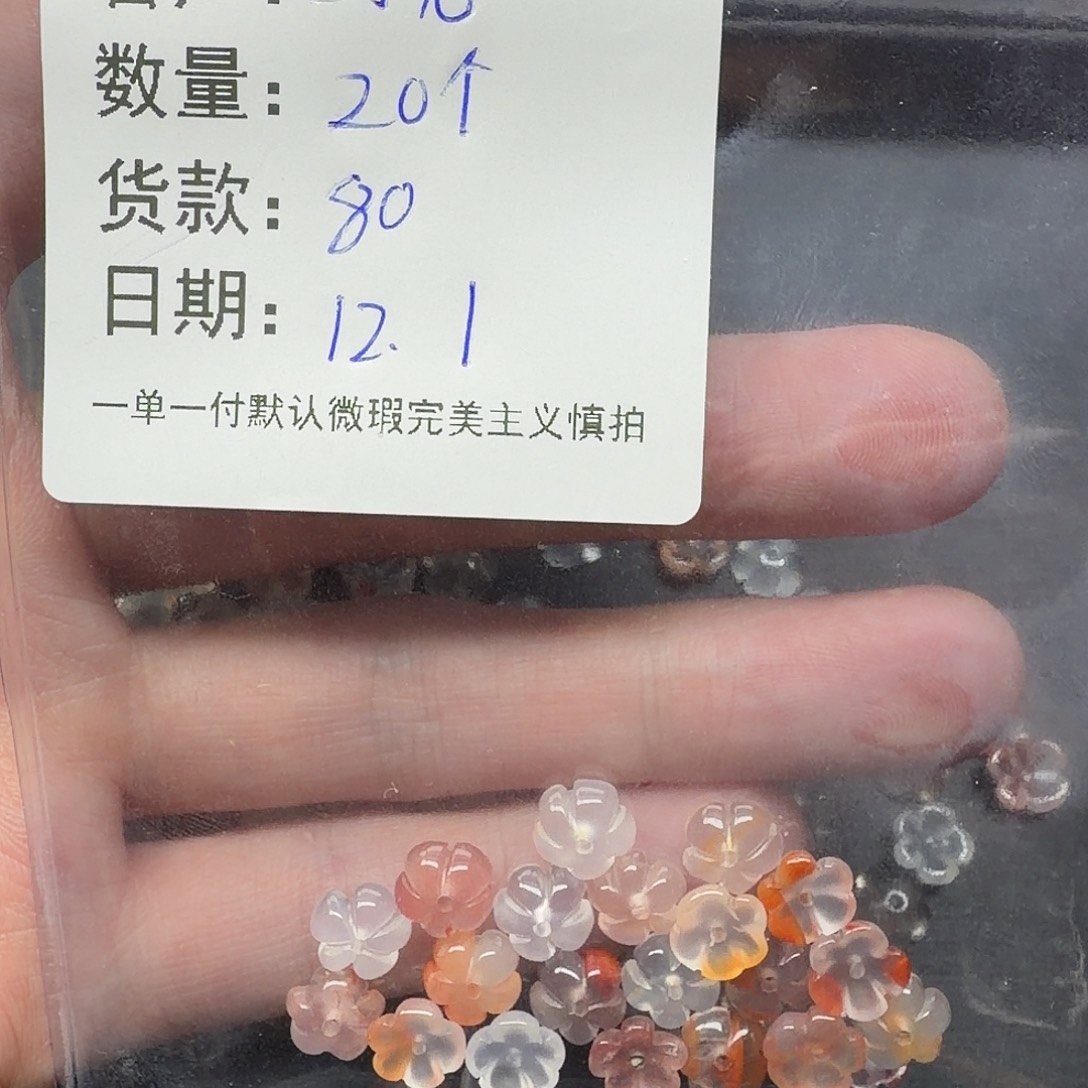 数量：20个
货款：80
日期：12.1
一单一付默认微瑕完美主义慎拍